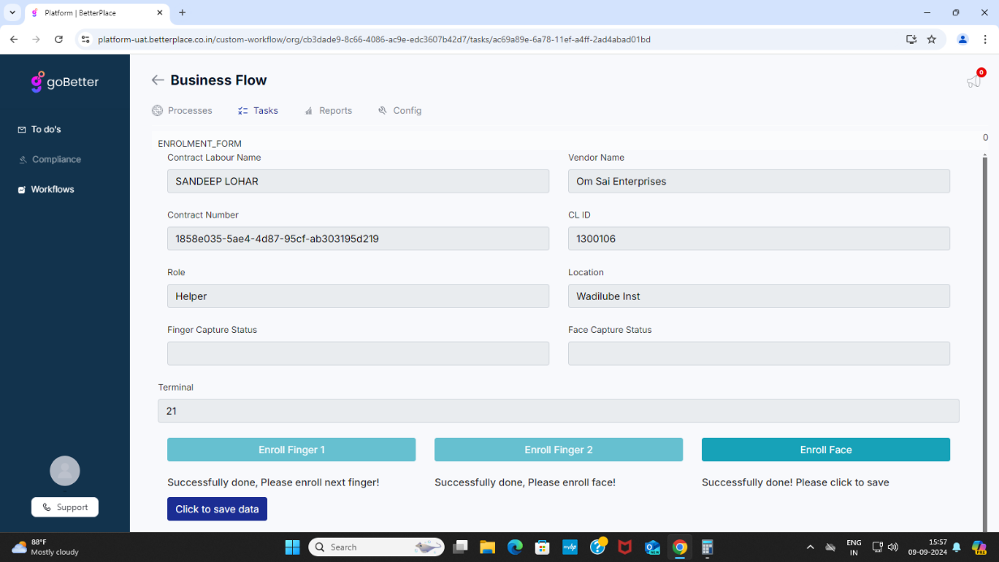 Platform | BetterPlace
platform-uat.betterplace.co.in/custom-workflow/org/cb3dade9-8c66-4086-ac9e-edc3607b42d7/tasks/ac69a89e-6a78-11ef-a4ff-2ad4abad01bd
goBetter
Business Flow
0
Processes Tasks Reports Config
To do's
Compliance
Workflows
ENROLMENT_FORM 0
Contract Labour Name Vendor Name
SANDEEP LOHAR Om Sai Enterprises
Contract Number CL ID
1858e035-5ae4-4d87-95cf-ab303195d219 1300106
Role Location
Helper Wadilube Inst
Finger Capture Status Face Capture Status
Terminal
21
Enroll Finger 1 Enroll Finger 2 Enroll Face
Successfully done, Please enroll next finger! Successfully done, Please enroll face! Successfully done! Please click to save
Click to save data
Support
88°F
Mostly cloudy
Search
ENG
IN
15:57
09-09-2024